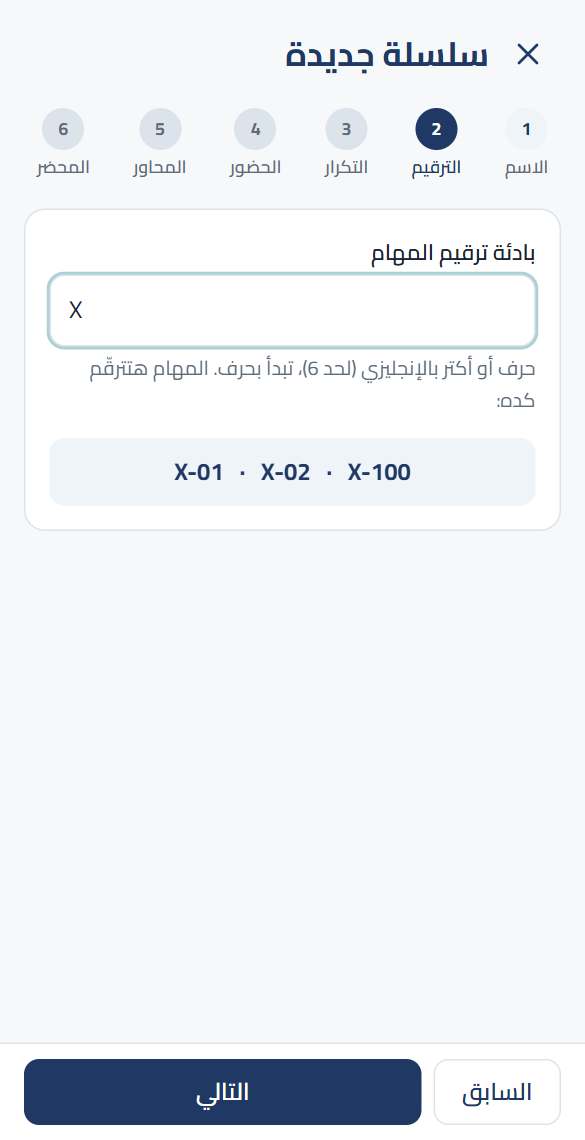 سلسلة جديدة
1 2 3 4 5 6
الاسم الترقيم التكرار الحضور المحاور المحضر
بادئة ترقيم المهام
X
حرف أو أكتر بالإنجليزي (لحد 6)، تبدأ بحرف. المهام هتترقّم
كده:
X-01 · X-02 · X-100
السابق التالي